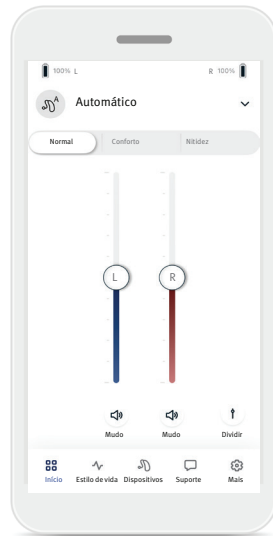 100% L R 100%
A Automático
Normal Conforto Nitidez
L R
Mudo Mudo Dividir
Início Estilo de vida Dispositivos Suporte Mais